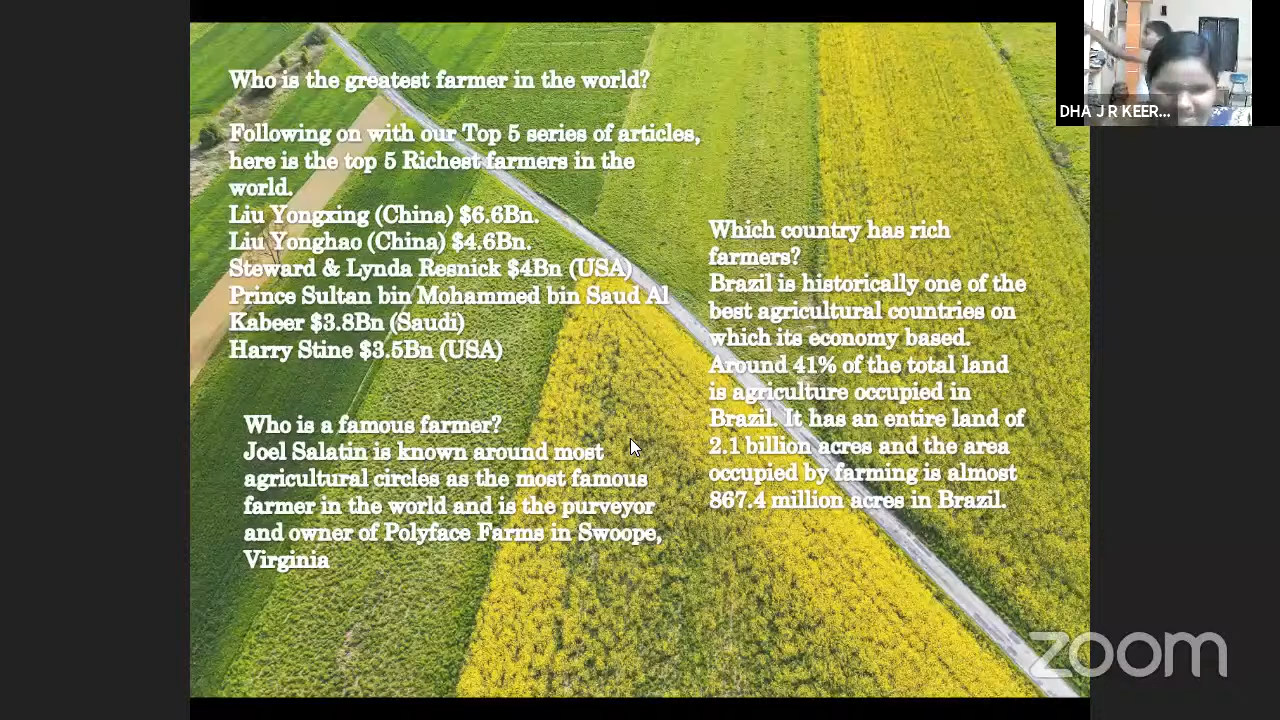 Who is the greatest farmer in the world?
Following on with our Top 5 series of articles,
here is the top 5 Richest farmers in the
world.
Liu Yongxing (China) $6.6Bn.
Liu Yonghao (China) $4.6Bn.
Steward & Lynda Resnick $4Bn (USA)
Prince Sultan bin Mohammed bin Saud Al
Kabeer $3.8Bn (Saudi)
Harry Stine $3.5Bn (USA)
Who is a famous farmer?
Joel Salatin is known around most
agricultural circles as the most famous
farmer in the world and is the purveyor
and owner of Polyface Farms in Swoope,
Virginia
Which country has rich
farmers?
Brazil is historically one of the
best agricultural countries on
which its economy based.
Around 41% of the total land
is agriculture occupied in
Brazil. It has an entire land of
2.1 billion acres and the area
occupied by farming is almost
867.4 million acres in Brazil.
DHA J R KEER...
zoom